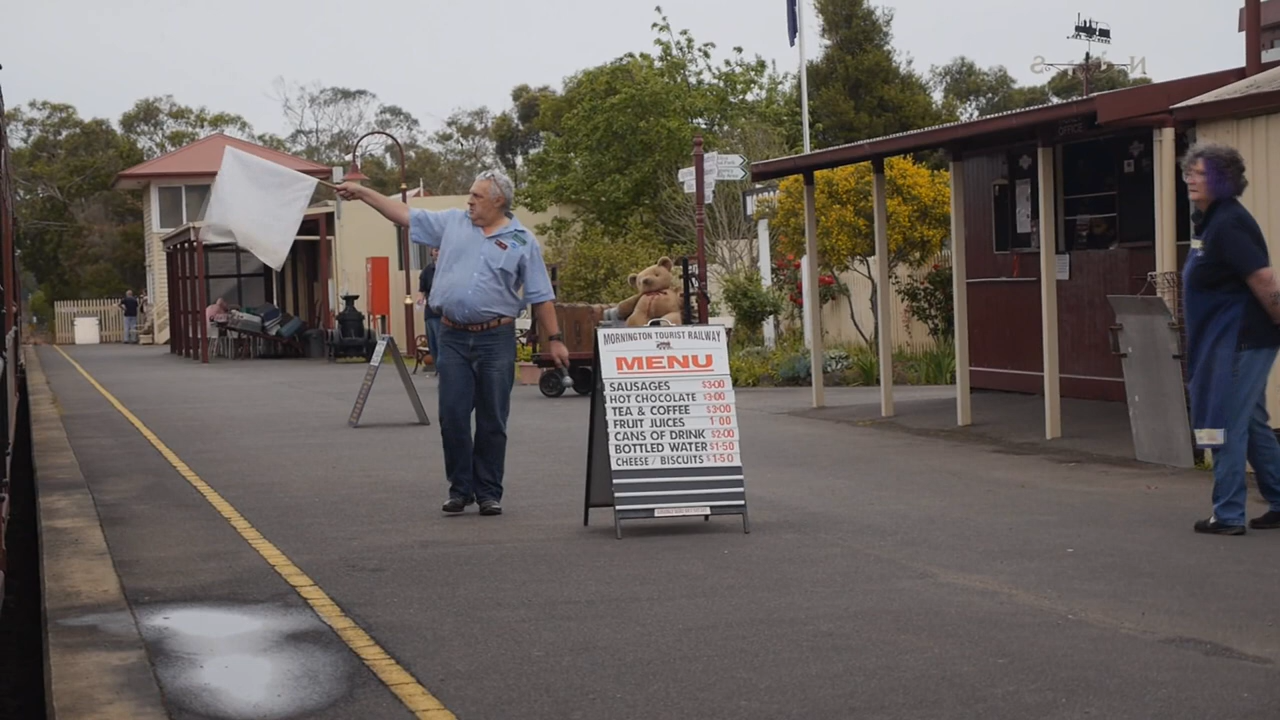 OFFICE
MORNINGTON TOURIST RAILWAY
MENU
SAUSAGES $3·00
HOT CHOCOLATE $3·00
TEA & COFFEE $3·00
FRUIT JUICES 1·00
CANS OF DRINK $2·00
BOTTLED WATER $1·50
CHEESE / BISCUITS $1·50